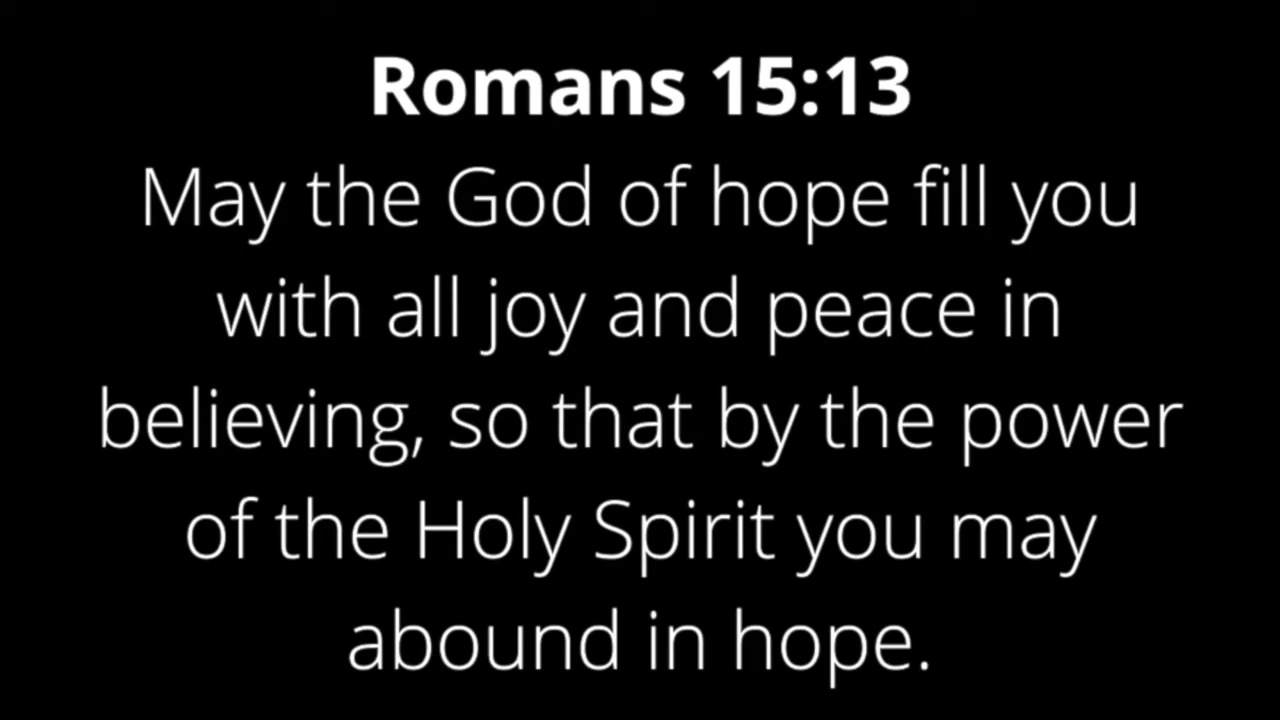 Romans 15:13
May the God of hope fill you
with all joy and peace in
believing, so that by the power
of the Holy Spirit you may
abound in hope.